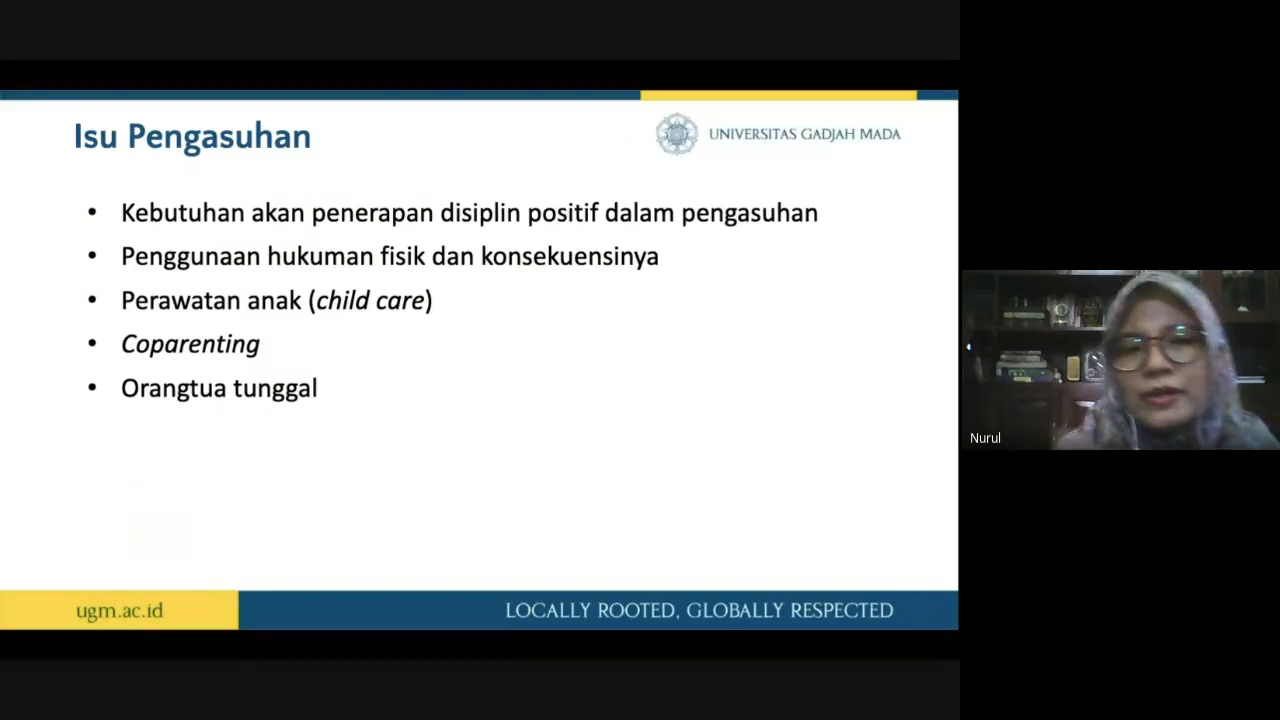 Isu Pengasuhan
UNIVERSITAS GADJAH MADA
• Kebutuhan akan penerapan disiplin positif dalam pengasuhan
• Penggunaan hukuman fisik dan konsekuensinya
• Perawatan anak (child care)
• Coparenting
• Orangtua tunggal
Nurul
ugm.ac.id
LOCALLY ROOTED, GLOBALLY RESPECTED